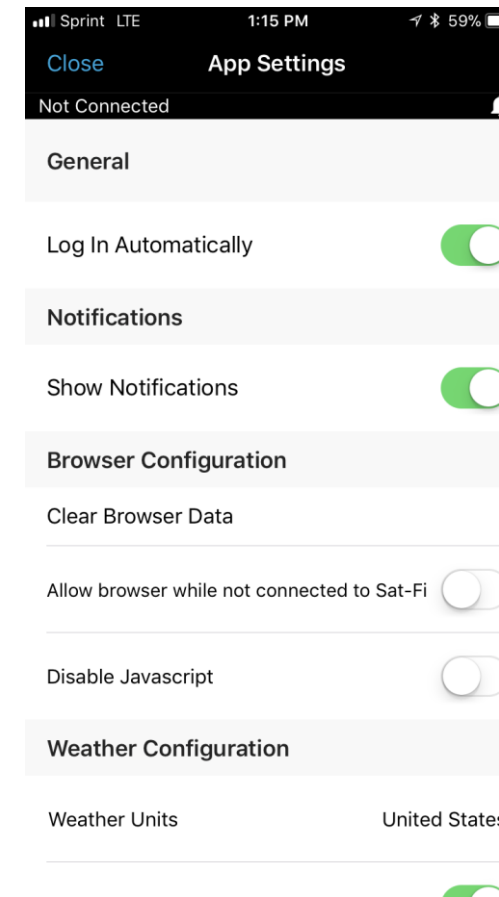 Sprint LTE 1:15 PM 59%
Close App Settings
Not Connected
General
Log In Automatically
Notifications
Show Notifications
Browser Configuration
Clear Browser Data
Allow browser while not connected to Sat-Fi
Disable Javascript
Weather Configuration
Weather Units United States